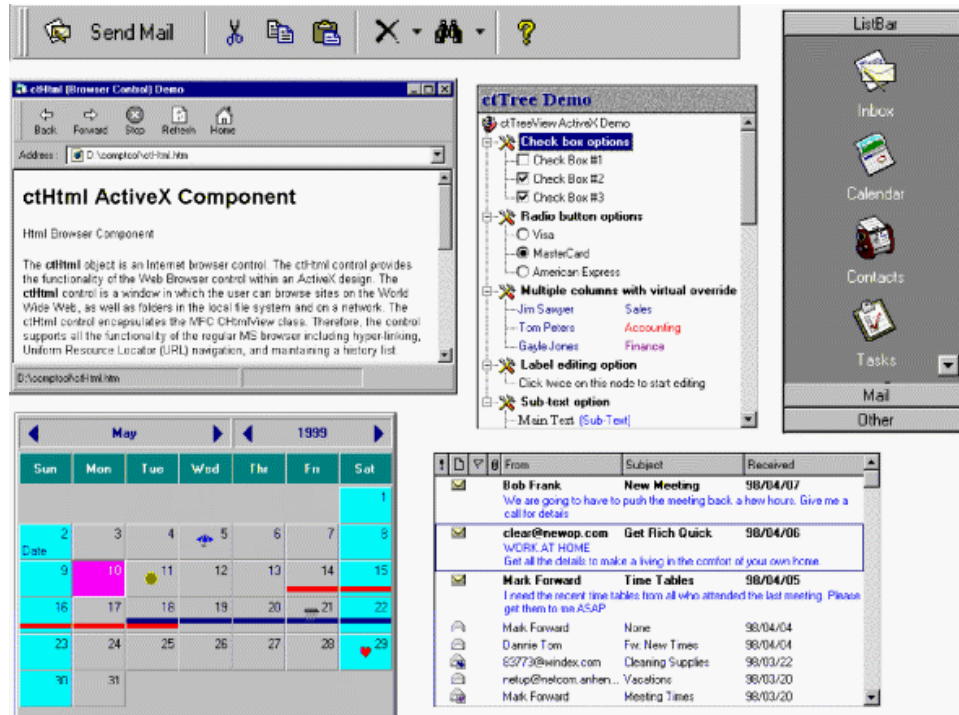 Send Mail
ctHtml (Browser Control) Demo
Back Forward Stop Refresh Home
Address: D:\comptool\ctHtml.htm
ctHtml ActiveX Component
Html Browser Component
The ctHtml object is an Internet browser control. The ctHtml control provides
the functionality of the Web Browser control within an ActiveX design. The
ctHtml control is a window in which the user can browse sites on the World
Wide Web, as well as folders in the local file system and on a network. The
ctHtml control encapsulates the MFC CHtmlView class. Therefore, the control
supports all the functionality of the regular MS browser including hyper-linking,
Uniform Resource Locator (URL) navigation, and maintaining a history list
D:\comptool\ctHtml.htm
ctTree Demo
ctTreeView ActiveX Demo
Check box options
Check Box #1
Check Box #2
Check Box #3
Radio button options
Visa
MasterCard
American Express
Multiple columns with virtual override
Jim Sawyer Sales
Tom Peters Accounting
Gayle Jones Finance
Label editing option
Click twice on this node to start editing
Sub-text option
Main Text (Sub-Text)
ListBar
Inbox
Calendar
Contacts
Tasks
Mail
Other
May 1999
Sun Mon Tue Wed Thr Fri Sat
1
2 3 4 5 6 7 8
Date
9 10 11 12 13 14 15
16 17 18 19 20 21 22
23 24 25 26 27 28 29
30 31
! From Subject Received
Bob Frank New Meeting 98/04/07
We are going to have to push the meeting back a hew hours. Give me a
call for details
clear@newop.com Get Rich Quick 98/04/06
WORK AT HOME
Get all the details to make a living in the comfort of your own home.
Mark Forward Time Tables 98/04/05
I need the recent time tables from all who attended the last meeting. Please
get them to me ASAP
Mark Forward None 98/04/04
Dannie Tom Fw: New Times 98/04/04
83773@windex.com Cleaning Supplies 98/03/22
netup@netcom.anhen... Vacations 98/03/20
Mark Forward Meeting Times 98/03/20